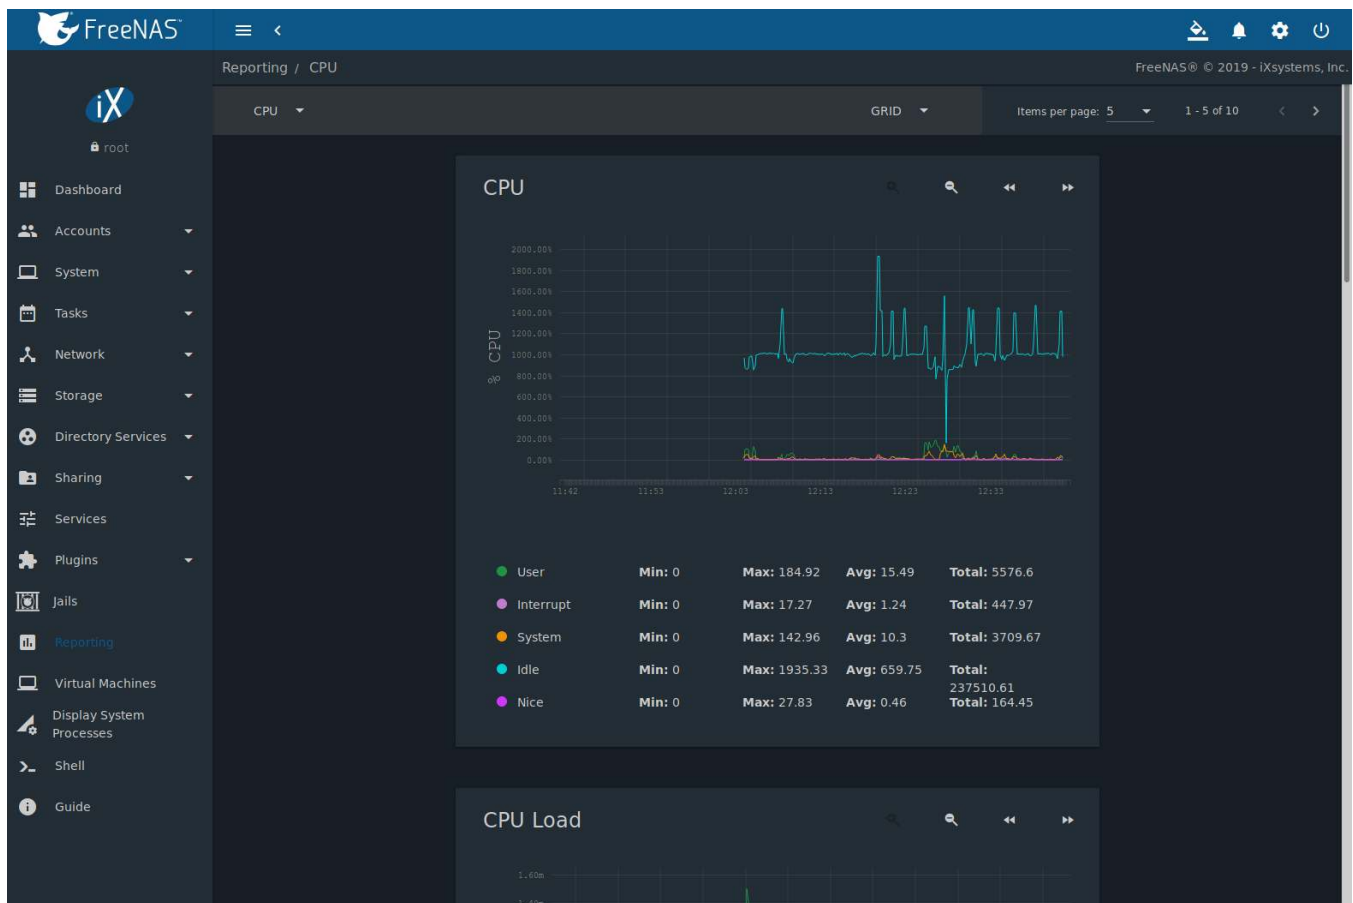 FreeNAS
Reporting / CPU
FreeNAS® © 2019 - iXsystems, Inc.
iX
root
CPU
GRID
Items per page: 5
1 - 5 of 10
Dashboard
Accounts
System
Tasks
Network
Storage
Directory Services
Sharing
Services
Plugins
Jails
Reporting
Virtual Machines
Display System
Processes
Shell
Guide
CPU
% CPU
2000.00%
1800.00%
1600.00%
1400.00%
1200.00%
1000.00%
800.00%
600.00%
400.00%
200.00%
0.00%
11:42 11:53 12:03 12:13 12:23 12:33
User Min: 0 Max: 184.92 Avg: 15.49 Total: 5576.6
Interrupt Min: 0 Max: 17.27 Avg: 1.24 Total: 447.97
System Min: 0 Max: 142.96 Avg: 10.3 Total: 3709.67
Idle Min: 0 Max: 1935.33 Avg: 659.75 Total:
237510.61
Nice Min: 0 Max: 27.83 Avg: 0.46 Total: 164.45
CPU Load
1.60m